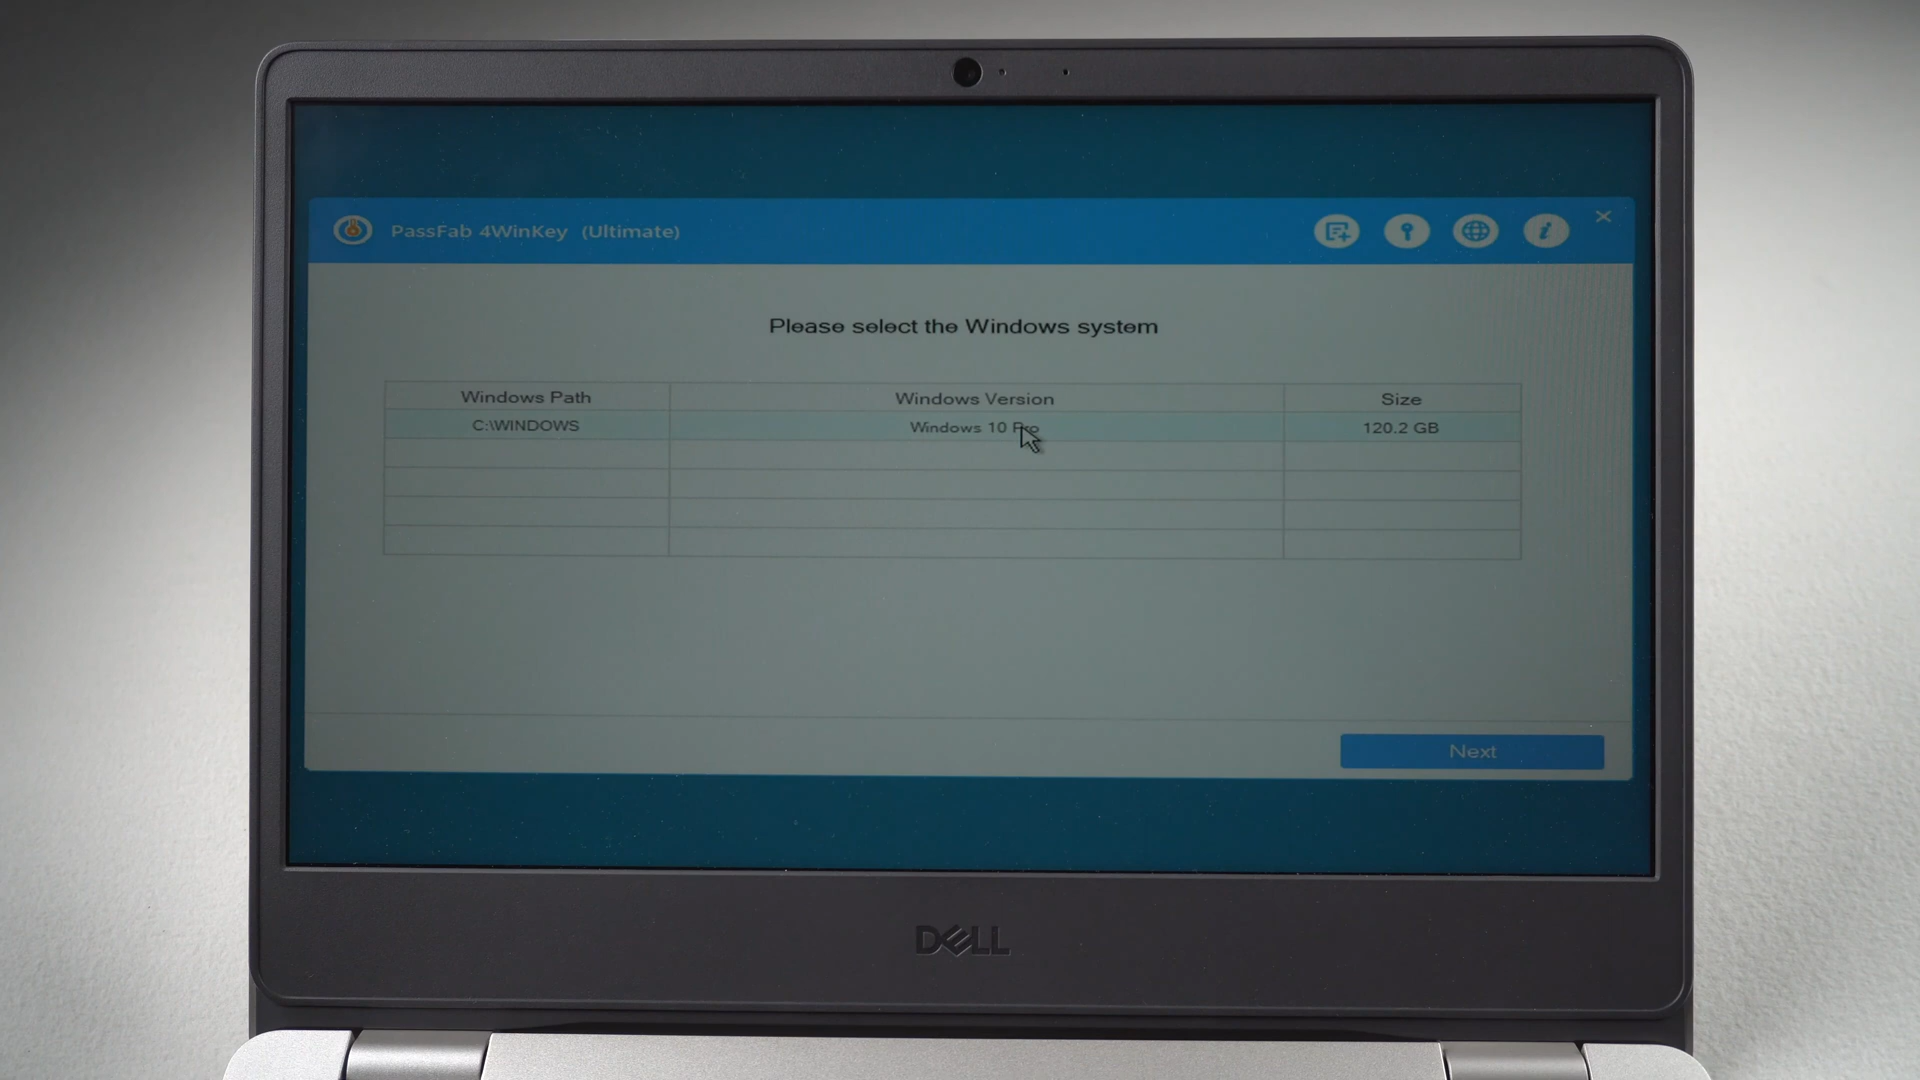 PassFab 4WinKey (Ultimate)
Please select the Windows system
Windows Path Windows Version Size
C:\WINDOWS Windows 10 Pro 120.2 GB
Next
DELL